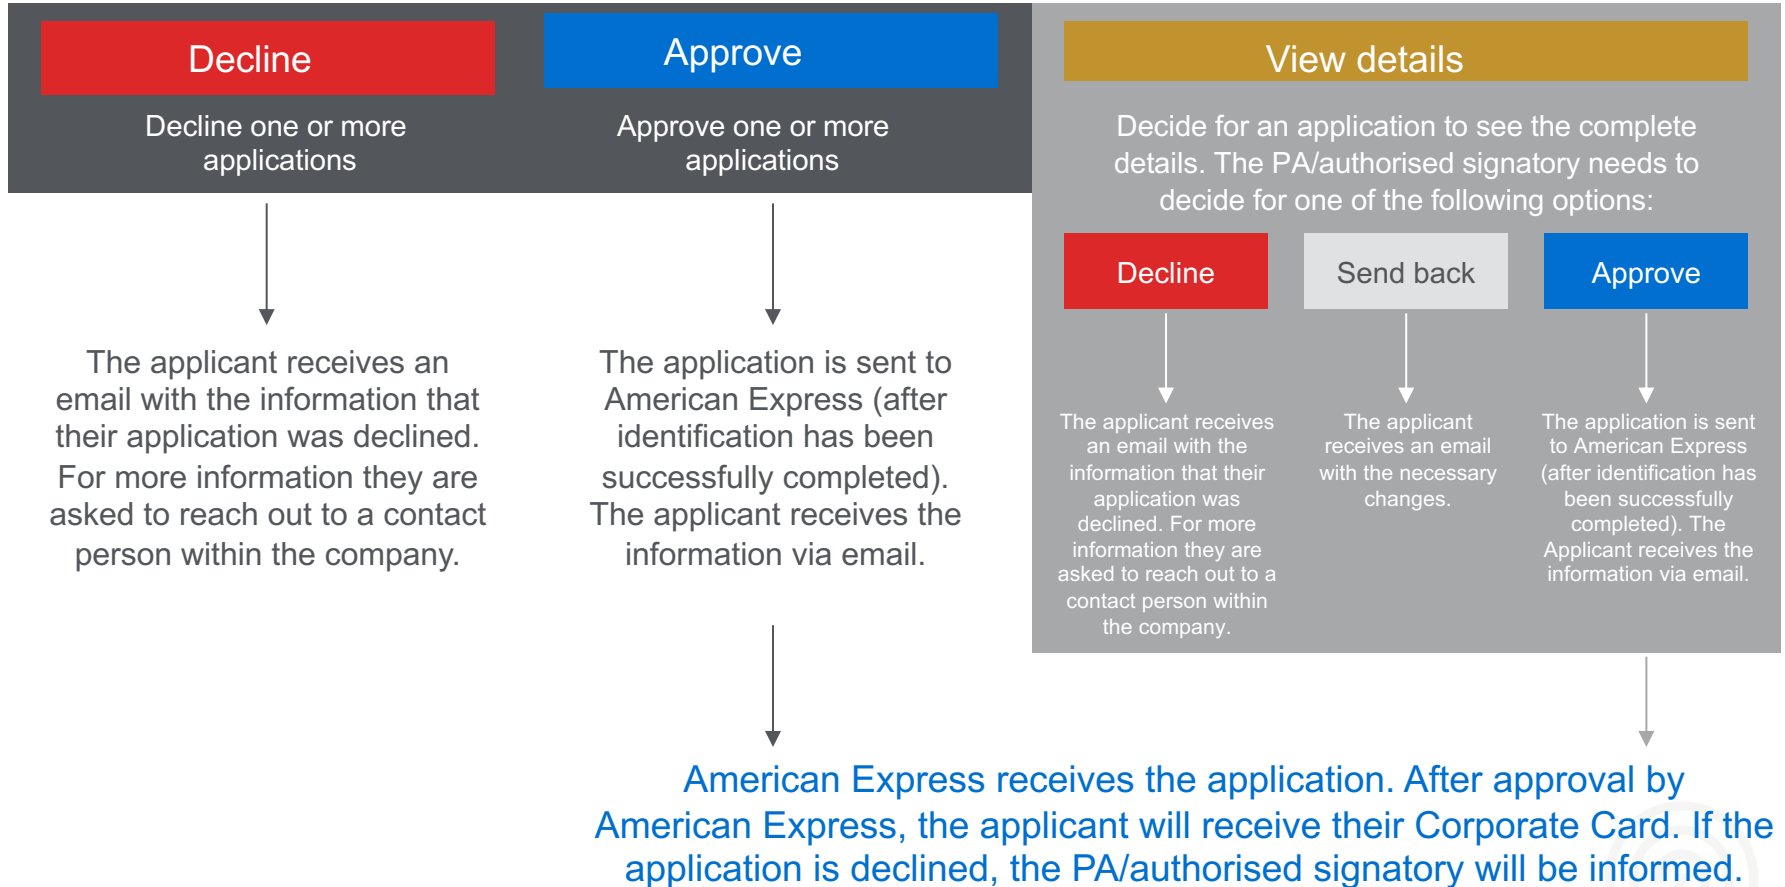 Decline
Decline one or more
applications
The applicant receives an
email with the information that
their application was declined.
For more information they are
asked to reach out to a contact
person within the company.
Approve
Approve one or more
applications
The application is sent to
American Express (after
identification has been
successfully completed).
The applicant receives the
information via email.
View details
Decide for an application to see the complete
details. The PA/authorised signatory needs to
decide for one of the following options:
Decline
The applicant receives
an email with the
information that their
application was
declined. For more
information they are
asked to reach out to a
contact person within
the company.
Send back
The applicant
receives an email
with the necessary
changes.
Approve
The application is sent
to American Express
(after identification has
been successfully
completed). The
Applicant receives the
information via email.
American Express receives the application. After approval by
American Express, the applicant will receive their Corporate Card. If the
application is declined, the PA/authorised signatory will be informed.